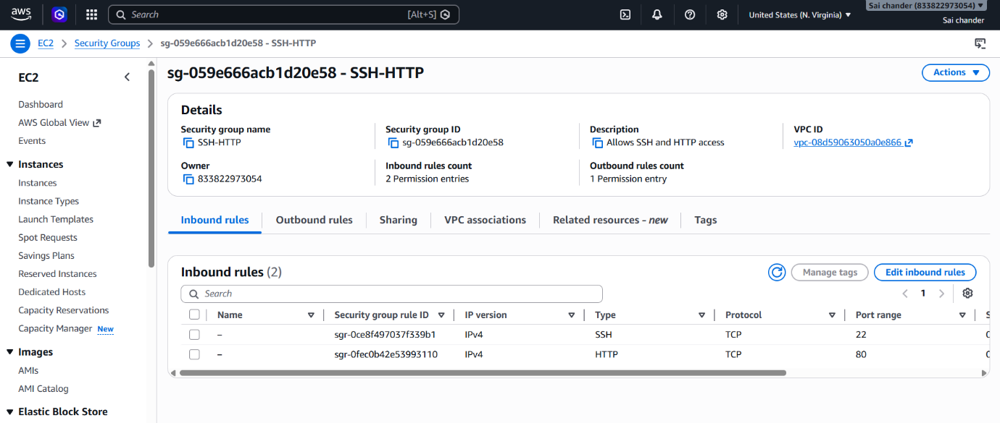 aws
Search [Alt+S]
United States (N. Virginia)
Sai chander (833822973054)
Sai chander
EC2 Security Groups sg-059e666acb1d20e58 - SSH-HTTP
EC2
Dashboard
AWS Global View
Events
Instances
Instances
Instance Types
Launch Templates
Spot Requests
Savings Plans
Reserved Instances
Dedicated Hosts
Capacity Reservations
Capacity Manager New
Images
AMIs
AMI Catalog
Elastic Block Store
sg-059e666acb1d20e58 - SSH-HTTP
Actions
Details
Security group name
SSH-HTTP
Security group ID
sg-059e666acb1d20e58
Description
Allows SSH and HTTP access
VPC ID
vpc-08d59063050a0e866
Owner
833822973054
Inbound rules count
2 Permission entries
Outbound rules count
1 Permission entry
Inbound rules Outbound rules Sharing VPC associations Related resources - new Tags
Inbound rules (2)
Manage tags Edit inbound rules
Search
1
Name Security group rule ID IP version Type Protocol Port range
– sgr-0ce8f497037f339b1 IPv4 SSH TCP 22
– sgr-0fec0b42e53993110 IPv4 HTTP TCP 80